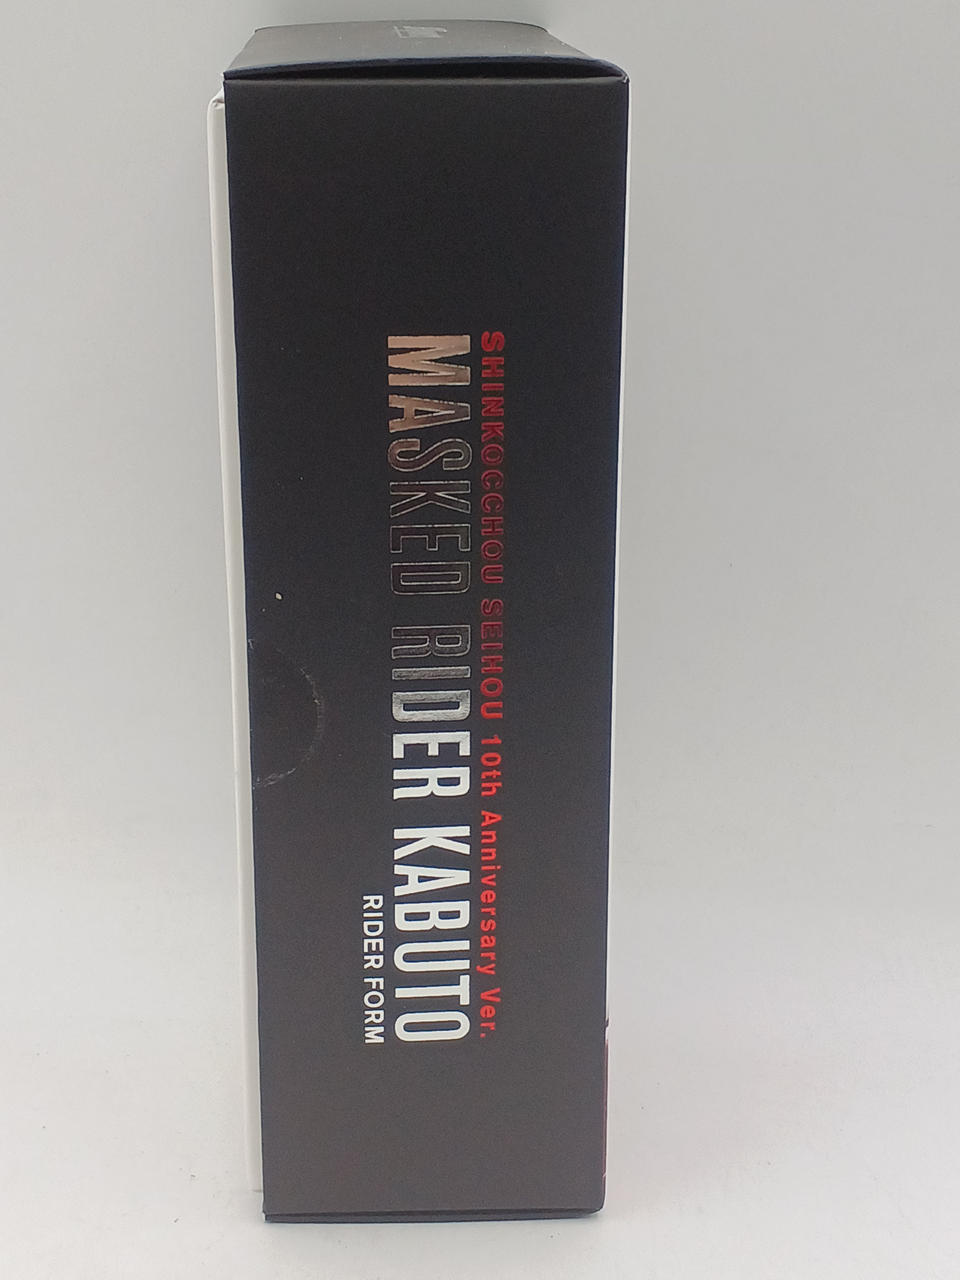 SHINKOCCHOU SEIHOU 10th Anniversary Ver.
MASKED RIDER KABUTO
RIDER FORM